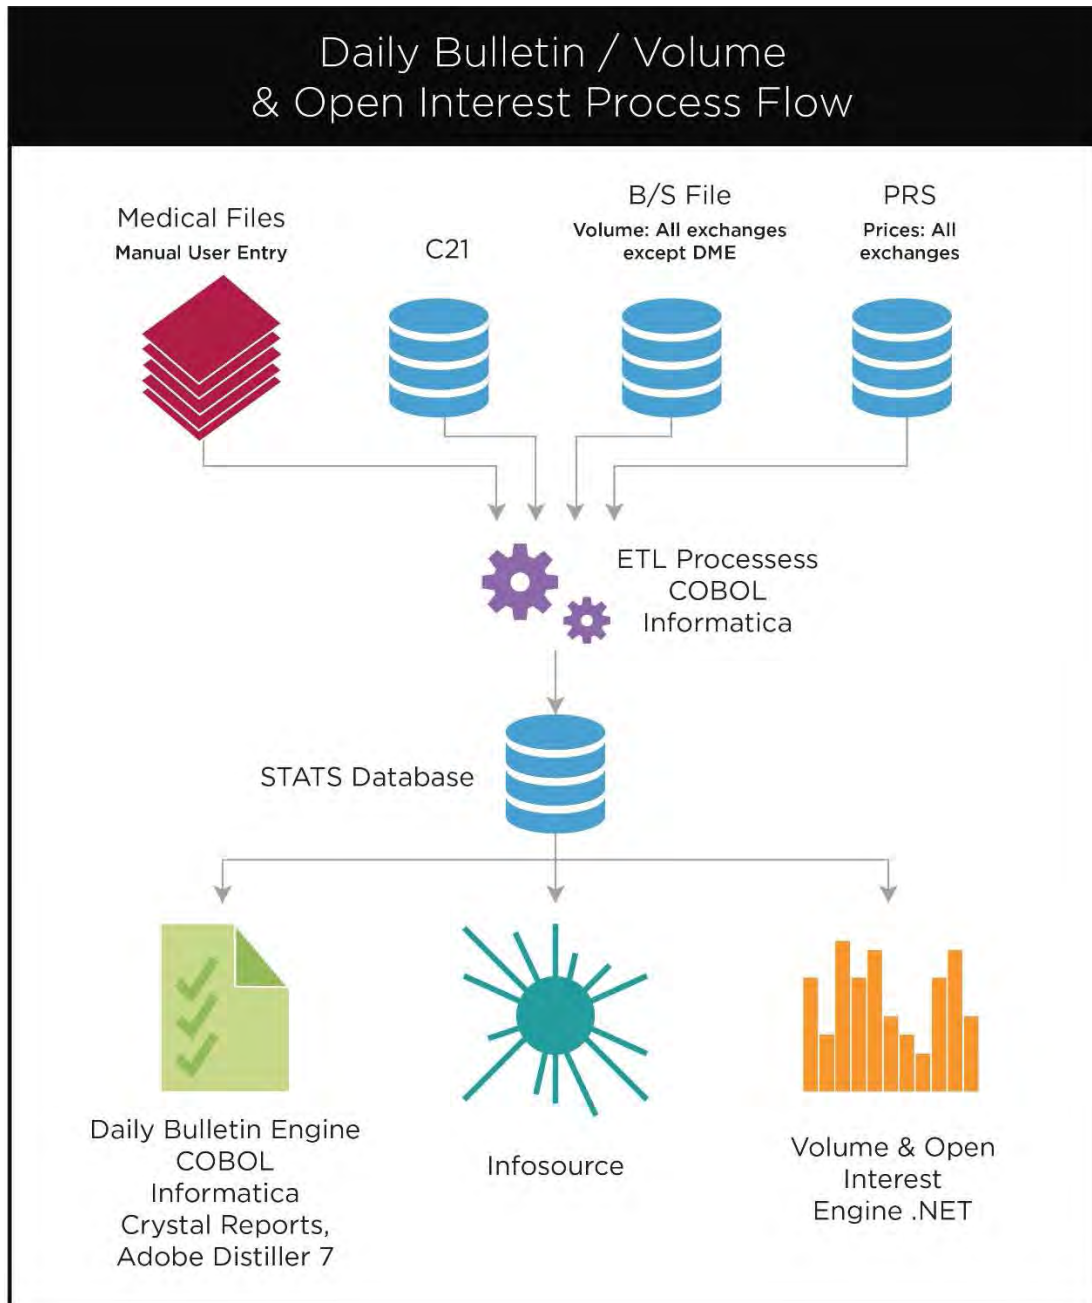 Daily Bulletin / Volume
& Open Interest Process Flow
Medical Files
Manual User Entry
C21
B/S File
Volume: All exchanges
except DME
PRS
Prices: All
exchanges
ETL Processess
COBOL
Informatica
STATS Database
Daily Bulletin Engine
COBOL
Informatica
Crystal Reports,
Adobe Distiller 7
Infosource
Volume & Open
Interest
Engine .NET